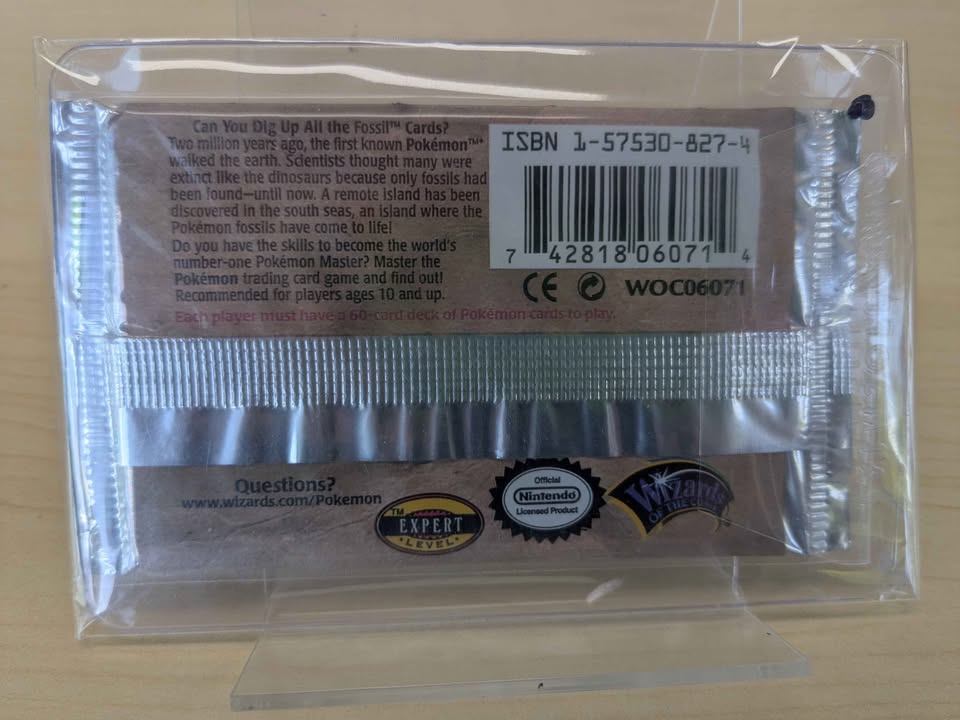 Can You Dig Up All the Fossil™ Cards?
Two million years ago, the first known Pokémon™*
walked the earth. Scientists thought many were
extinct like the dinosaurs because only fossils had
been found—until now. A remote island has been
discovered in the south seas, an island where the
Pokémon fossils have come to life!
Do you have the skills to become the world's
number-one Pokémon Master? Master the
Pokémon trading card game and find out!
Recommended for players ages 10 and up.
Each player must have a 60-card deck of Pokémon cards to play.
ISBN 1-57530-827-4
7 42818 06071 4
CE WOC06071
Questions?
www.wizards.com/Pokemon
TM
EXPERT
LEVEL
Official
Nintendo
Licensed Product
Wizards
OF THE COAST